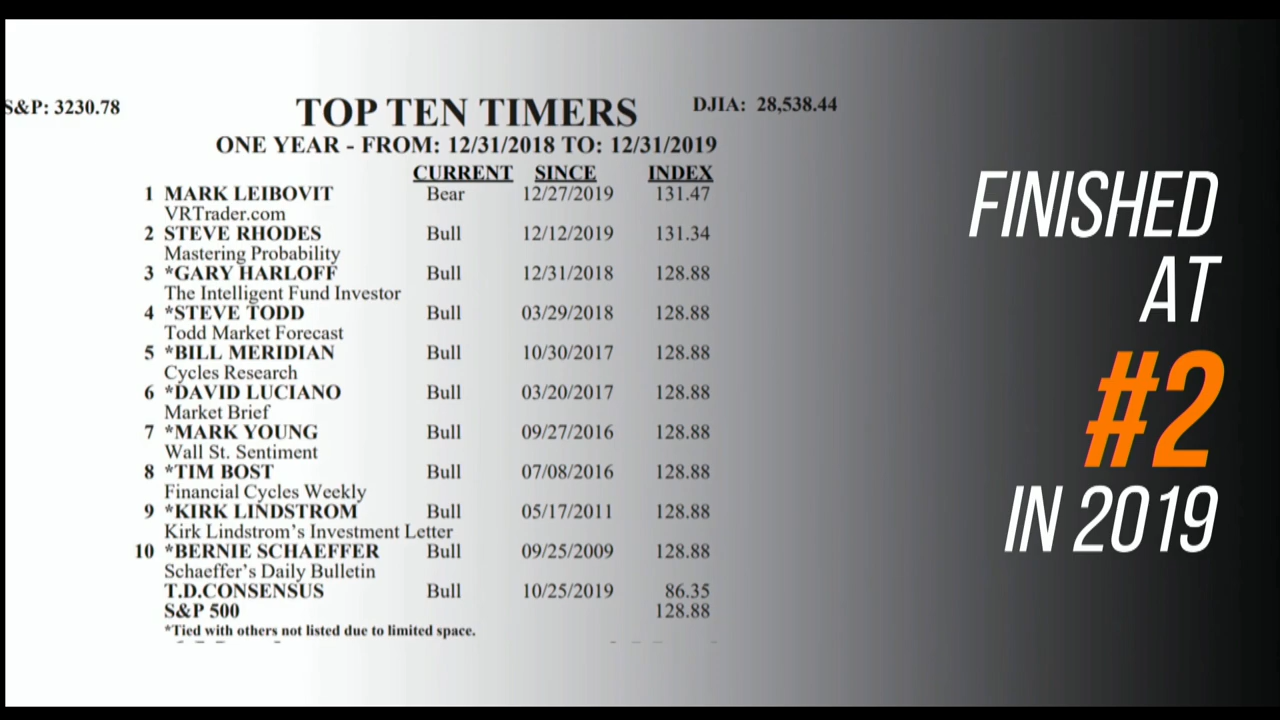 S&P: 3230.78
TOP TEN TIMERS
DJIA: 28,538.44
ONE YEAR - FROM: 12/31/2018 TO: 12/31/2019
CURRENT SINCE INDEX
1 MARK LEIBOVIT Bear 12/27/2019 131.47
VRTrader.com
2 STEVE RHODES Bull 12/12/2019 131.34
Mastering Probability
3 *GARY HARLOFF Bull 12/31/2018 128.88
The Intelligent Fund Investor
4 *STEVE TODD Bull 03/29/2018 128.88
Todd Market Forecast
5 *BILL MERIDIAN Bull 10/30/2017 128.88
Cycles Research
6 *DAVID LUCIANO Bull 03/20/2017 128.88
Market Brief
7 *MARK YOUNG Bull 09/27/2016 128.88
Wall St. Sentiment
8 *TIM BOST Bull 07/08/2016 128.88
Financial Cycles Weekly
9 *KIRK LINDSTROM Bull 05/17/2011 128.88
Kirk Lindstrom's Investment Letter
10 *BERNIE SCHAEFFER Bull 09/25/2009 128.88
Schaeffer's Daily Bulletin
T.D.CONSENSUS Bull 10/25/2019 86.35
S&P 500 128.88
*Tied with others not listed due to limited space.
FINISHED
AT
#2
IN 2019